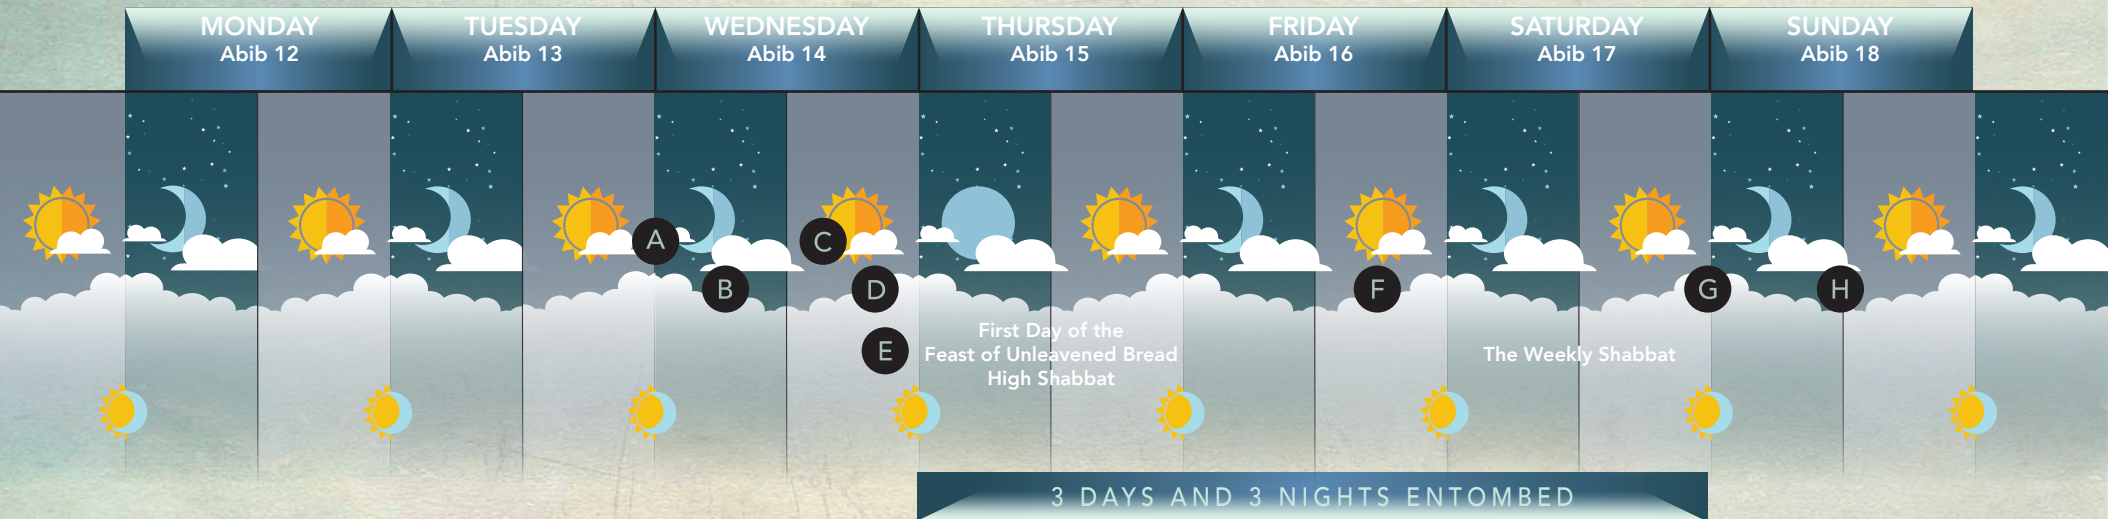 MONDAY
Abib 12
TUESDAY
Abib 13
WEDNESDAY
Abib 14
THURSDAY
Abib 15
FRIDAY
Abib 16
SATURDAY
Abib 17
SUNDAY
Abib 18
A
B
C
D
E
F
G
H
First Day of the
Feast of Unleavened Bread
High Shabbat
The Weekly Shabbat
3 DAYS AND 3 NIGHTS ENTOMBED